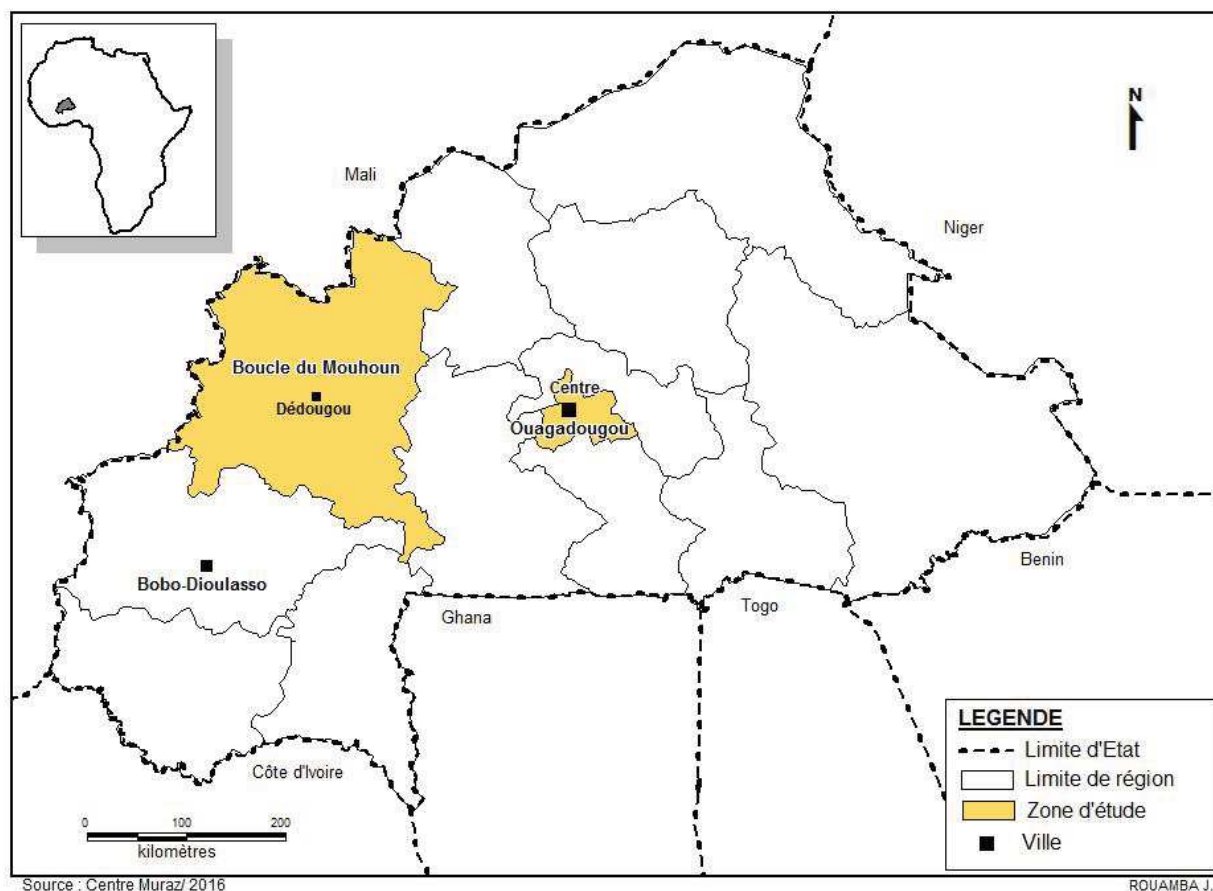 N
Mali
Niger
Boucle du Mouhoun
Dédougou
Centre
Ouagadougou
Bobo-Dioulasso
Benin
Togo
Ghana
Côte d'Ivoire
0 100 200
kilomètres
LEGENDE
Limite d'Etat
Limite de région
Zone d'étude
Ville
Source : Centre Muraz/ 2016
ROUAMBA J.